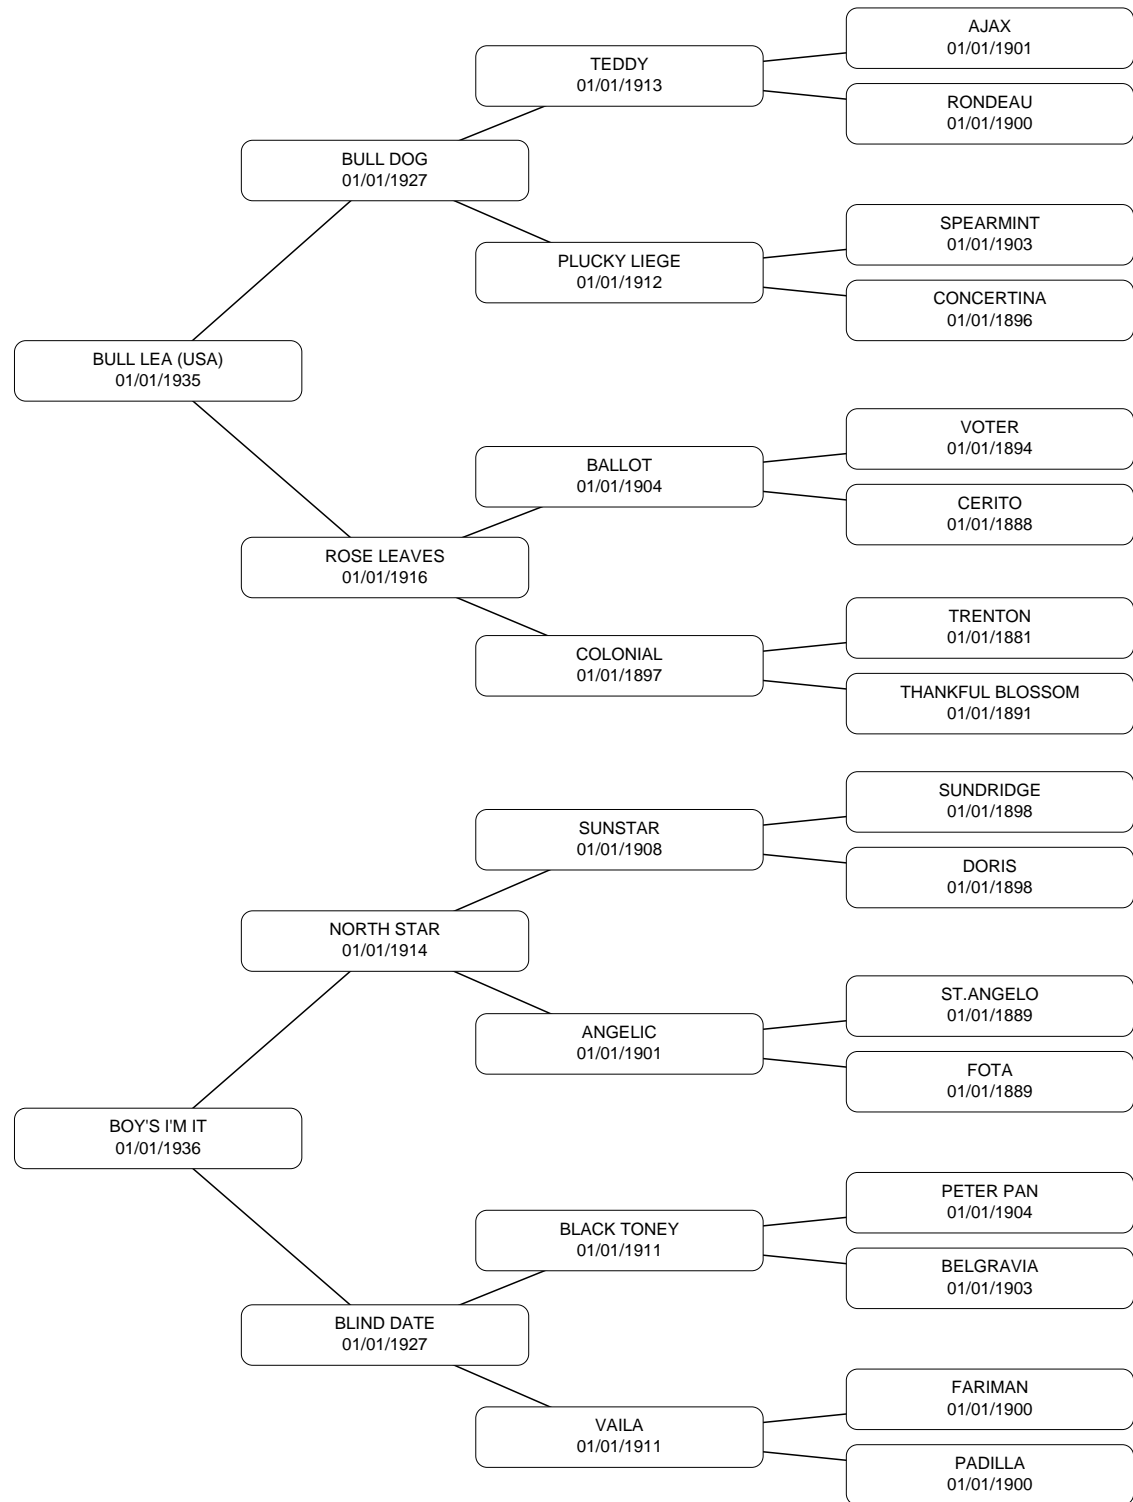 AJAX
01/01/1901
TEDDY
01/01/1913
RONDEAU
01/01/1900
BULL DOG
01/01/1927
SPEARMINT
01/01/1903
PLUCKY LIEGE
01/01/1912
CONCERTINA
01/01/1896
BULL LEA (USA)
01/01/1935
VOTER
01/01/1894
BALLOT
01/01/1904
CERITO
01/01/1888
ROSE LEAVES
01/01/1916
TRENTON
01/01/1881
COLONIAL
01/01/1897
THANKFUL BLOSSOM
01/01/1891
SUNDRIDGE
01/01/1898
SUNSTAR
01/01/1908
DORIS
01/01/1898
NORTH STAR
01/01/1914
ST.ANGELO
01/01/1889
ANGELIC
01/01/1901
FOTA
01/01/1889
BOY'S I'M IT
01/01/1936
PETER PAN
01/01/1904
BLACK TONEY
01/01/1911
BELGRAVIA
01/01/1903
BLIND DATE
01/01/1927
FARIMAN
01/01/1900
VAILA
01/01/1911
PADILLA
01/01/1900